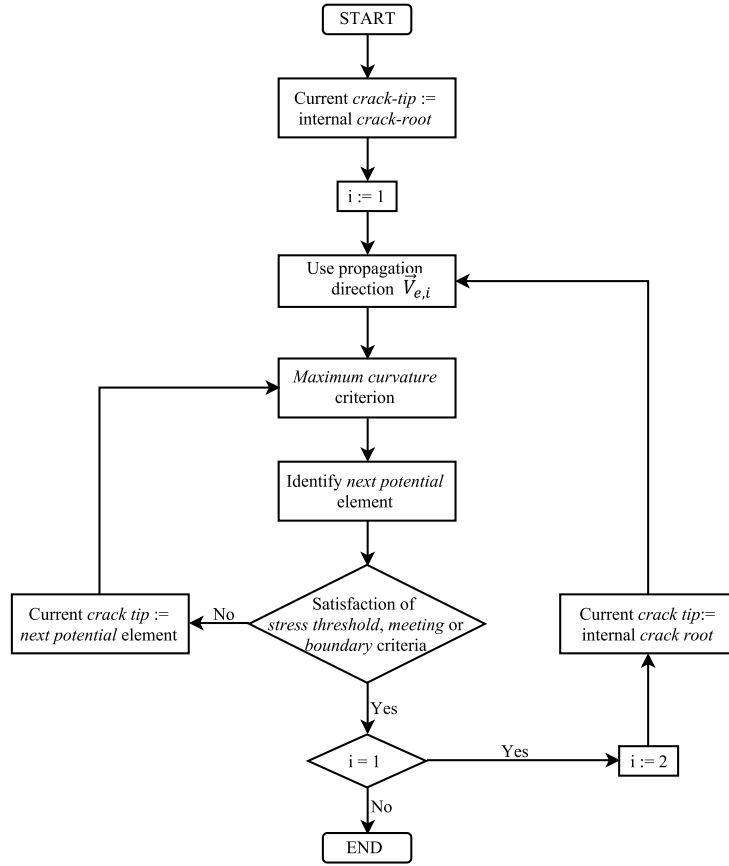 START
Current crack-tip :=
internal crack-root
i := 1
Use propagation
direction V⃗e,i
Maximum curvature
criterion
Identify next potential
element
Satisfaction of
stress threshold, meeting or
boundary criteria
No
Current crack tip :=
next potential element
Yes
i = 1
Yes
i := 2
Current crack tip:=
internal crack root
No
END